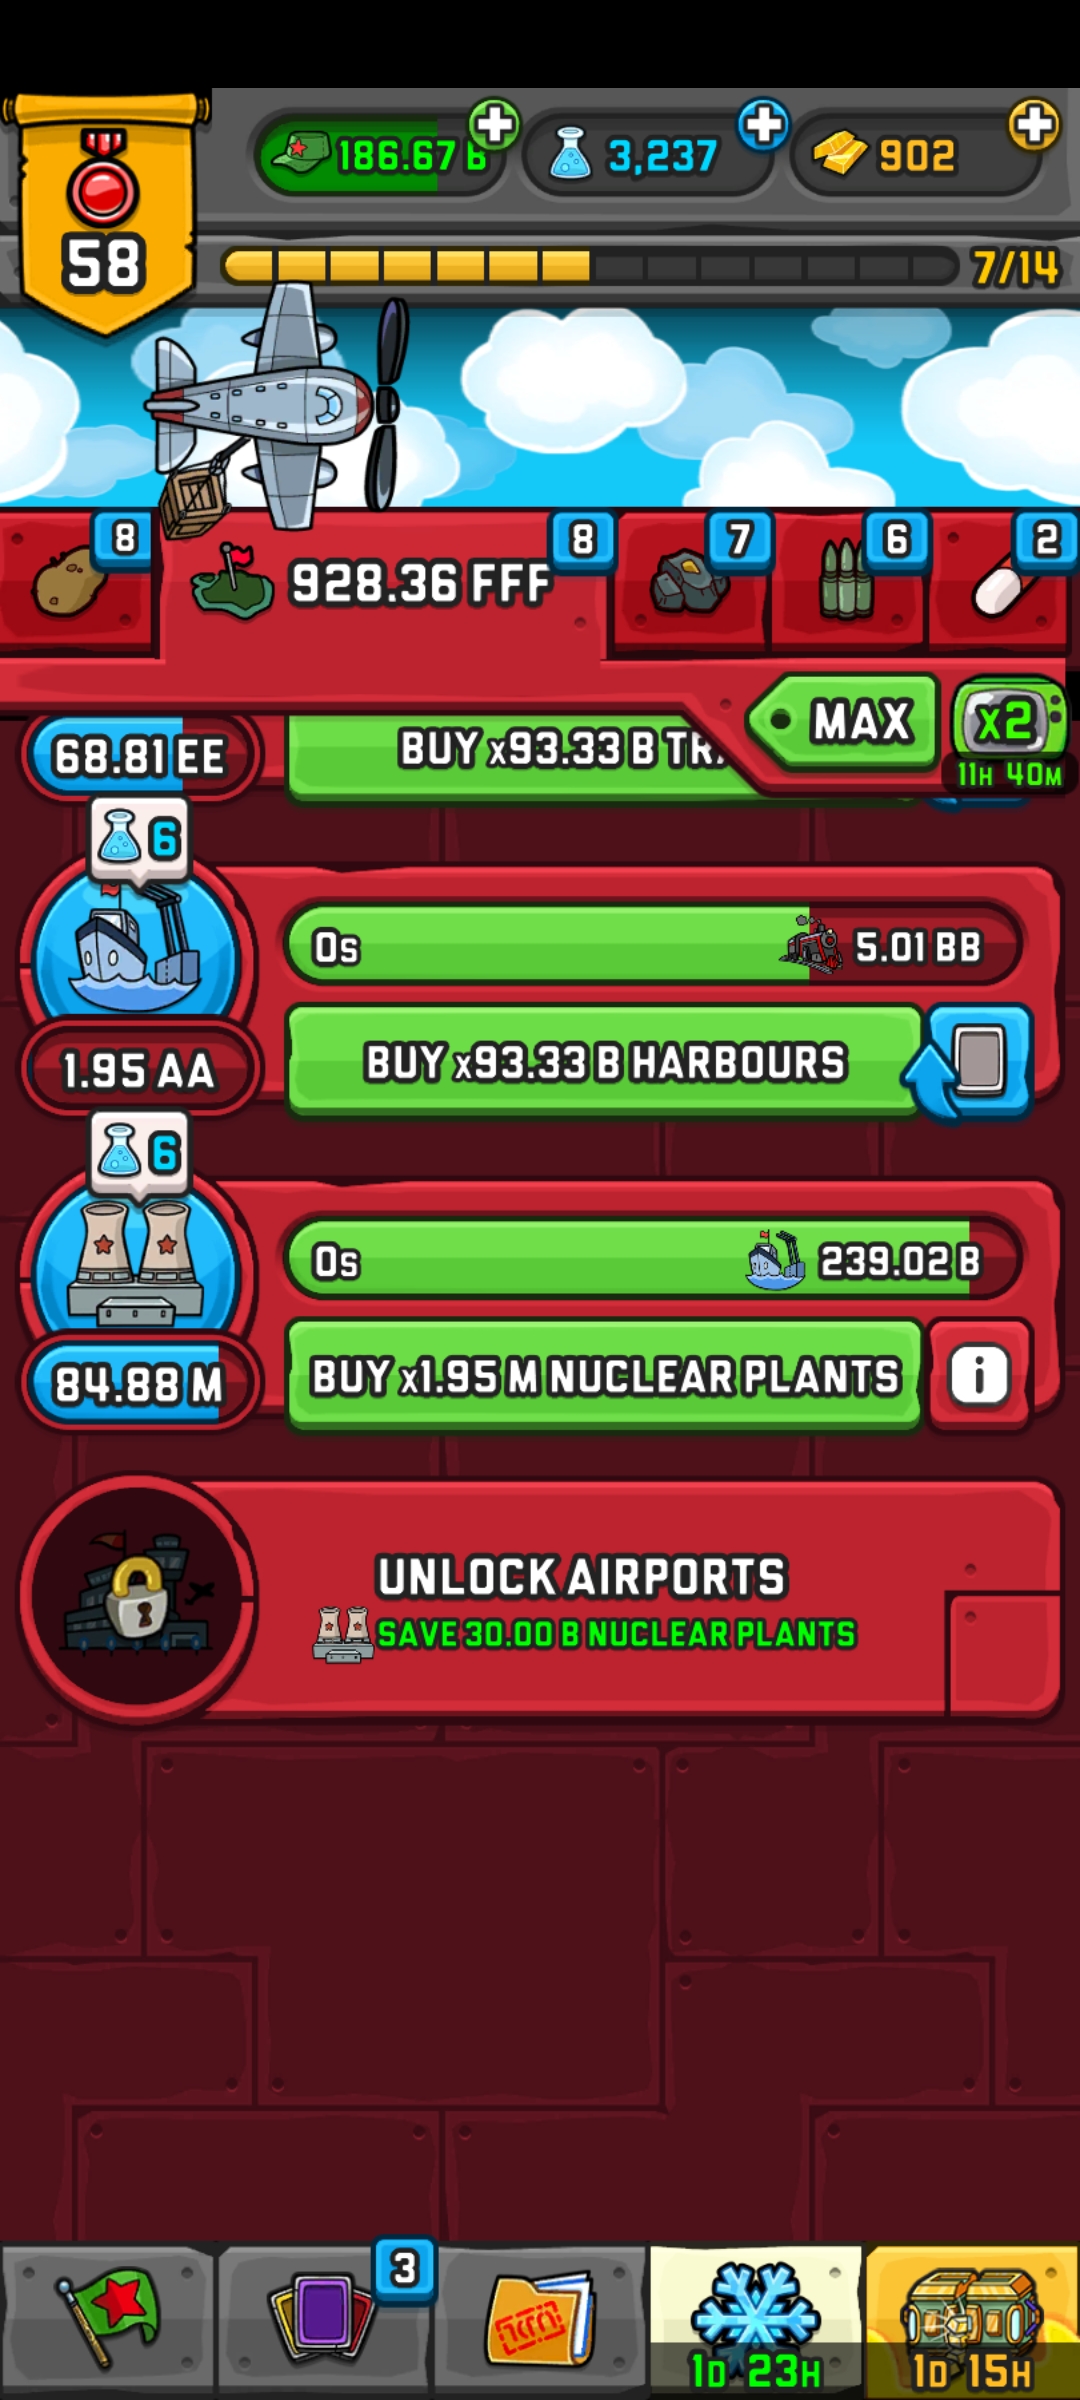 186.67 B
3,237
902
58
7/14
8
928.36 FFF
8
7
6
2
MAX
x2
11H 40M
68.81 EE
BUY x93.33 B
6
0s
5.01 BB
1.95 AA
BUY x93.33 B HARBOURS
6
0s
239.02 B
84.88 M
BUY x1.95 M NUCLEAR PLANTS
i
UNLOCK AIRPORTS
SAVE 30.00 B NUCLEAR PLANTS
3
1D 23H
1D 15H